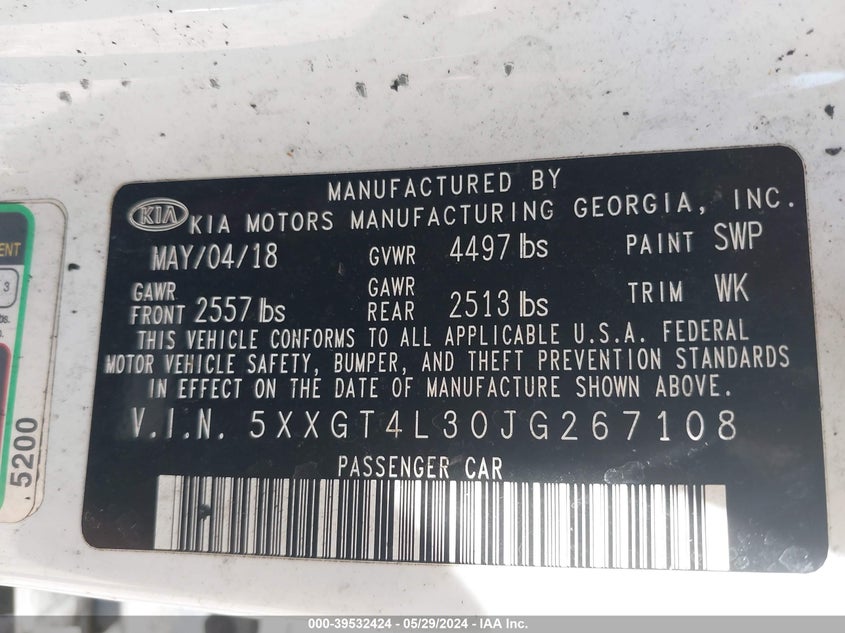 MANUFACTURED BY
KIA KIA MOTORS MANUFACTURING GEORGIA, INC.
MAY/04/18 GVWR 4497 lbs PAINT SWP
GAWR FRONT 2557 lbs GAWR REAR 2513 lbs TRIM WK
THIS VEHICLE CONFORMS TO ALL APPLICABLE U.S.A. FEDERAL
MOTOR VEHICLE SAFETY, BUMPER, AND THEFT PREVENTION STANDARDS
IN EFFECT ON THE DATE OF MANUFACTURE SHOWN ABOVE.
V.I.N. 5XXGT4L30JG267108
PASSENGER CAR
3
5200
000-39532424 - 05/29/2024 - IAA Inc.